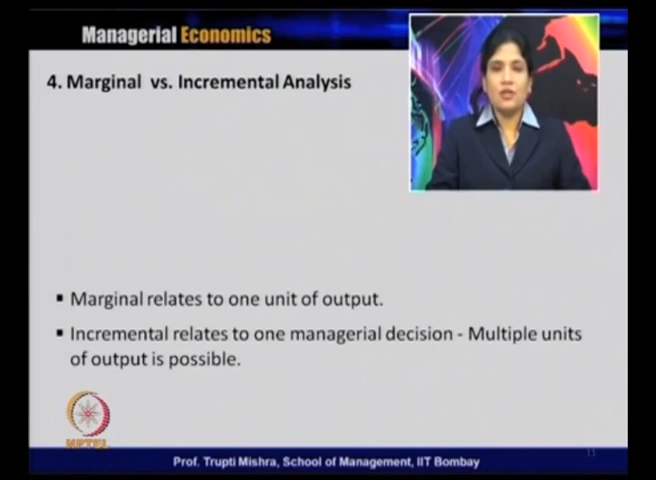 Managerial Economics
4. Marginal vs. Incremental Analysis
▪ Marginal relates to one unit of output.
▪ Incremental relates to one managerial decision - Multiple units
of output is possible.
NPTEL
Prof. Trupti Mishra, School of Management, IIT Bombay
11